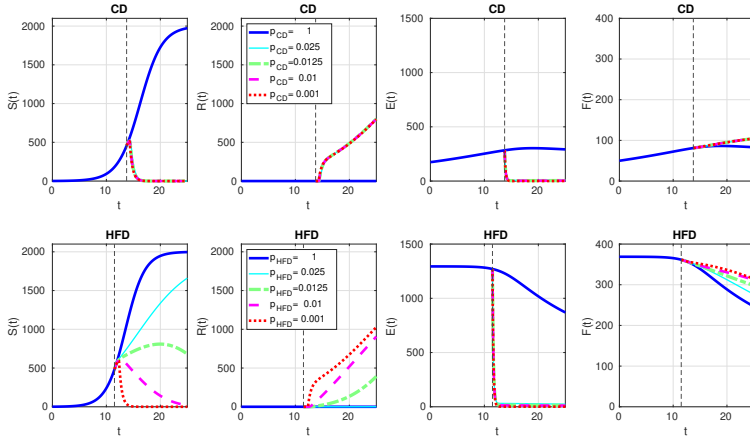 CD
CD
CD
CD
S(t)
2000
1500
1000
500
0
0
10
20
t
R(t)
2000
1500
1000
500
0
0
10
20
t
p_CD = 1
p_CD = 0.025
p_CD =0.0125
p_CD = 0.01
p_CD = 0.001
E(t)
1500
1000
500
0
0
10
20
t
F(t)
400
300
200
100
0
0
10
20
t
HFD
HFD
HFD
HFD
S(t)
2000
1500
1000
500
0
0
10
20
t
R(t)
2000
1500
1000
500
0
0
10
20
t
p_HFD = 1
p_HFD = 0.025
p_HFD =0.0125
p_HFD = 0.01
p_HFD = 0.001
E(t)
1500
1000
500
0
0
10
20
t
F(t)
400
300
200
100
0
0
10
20
t